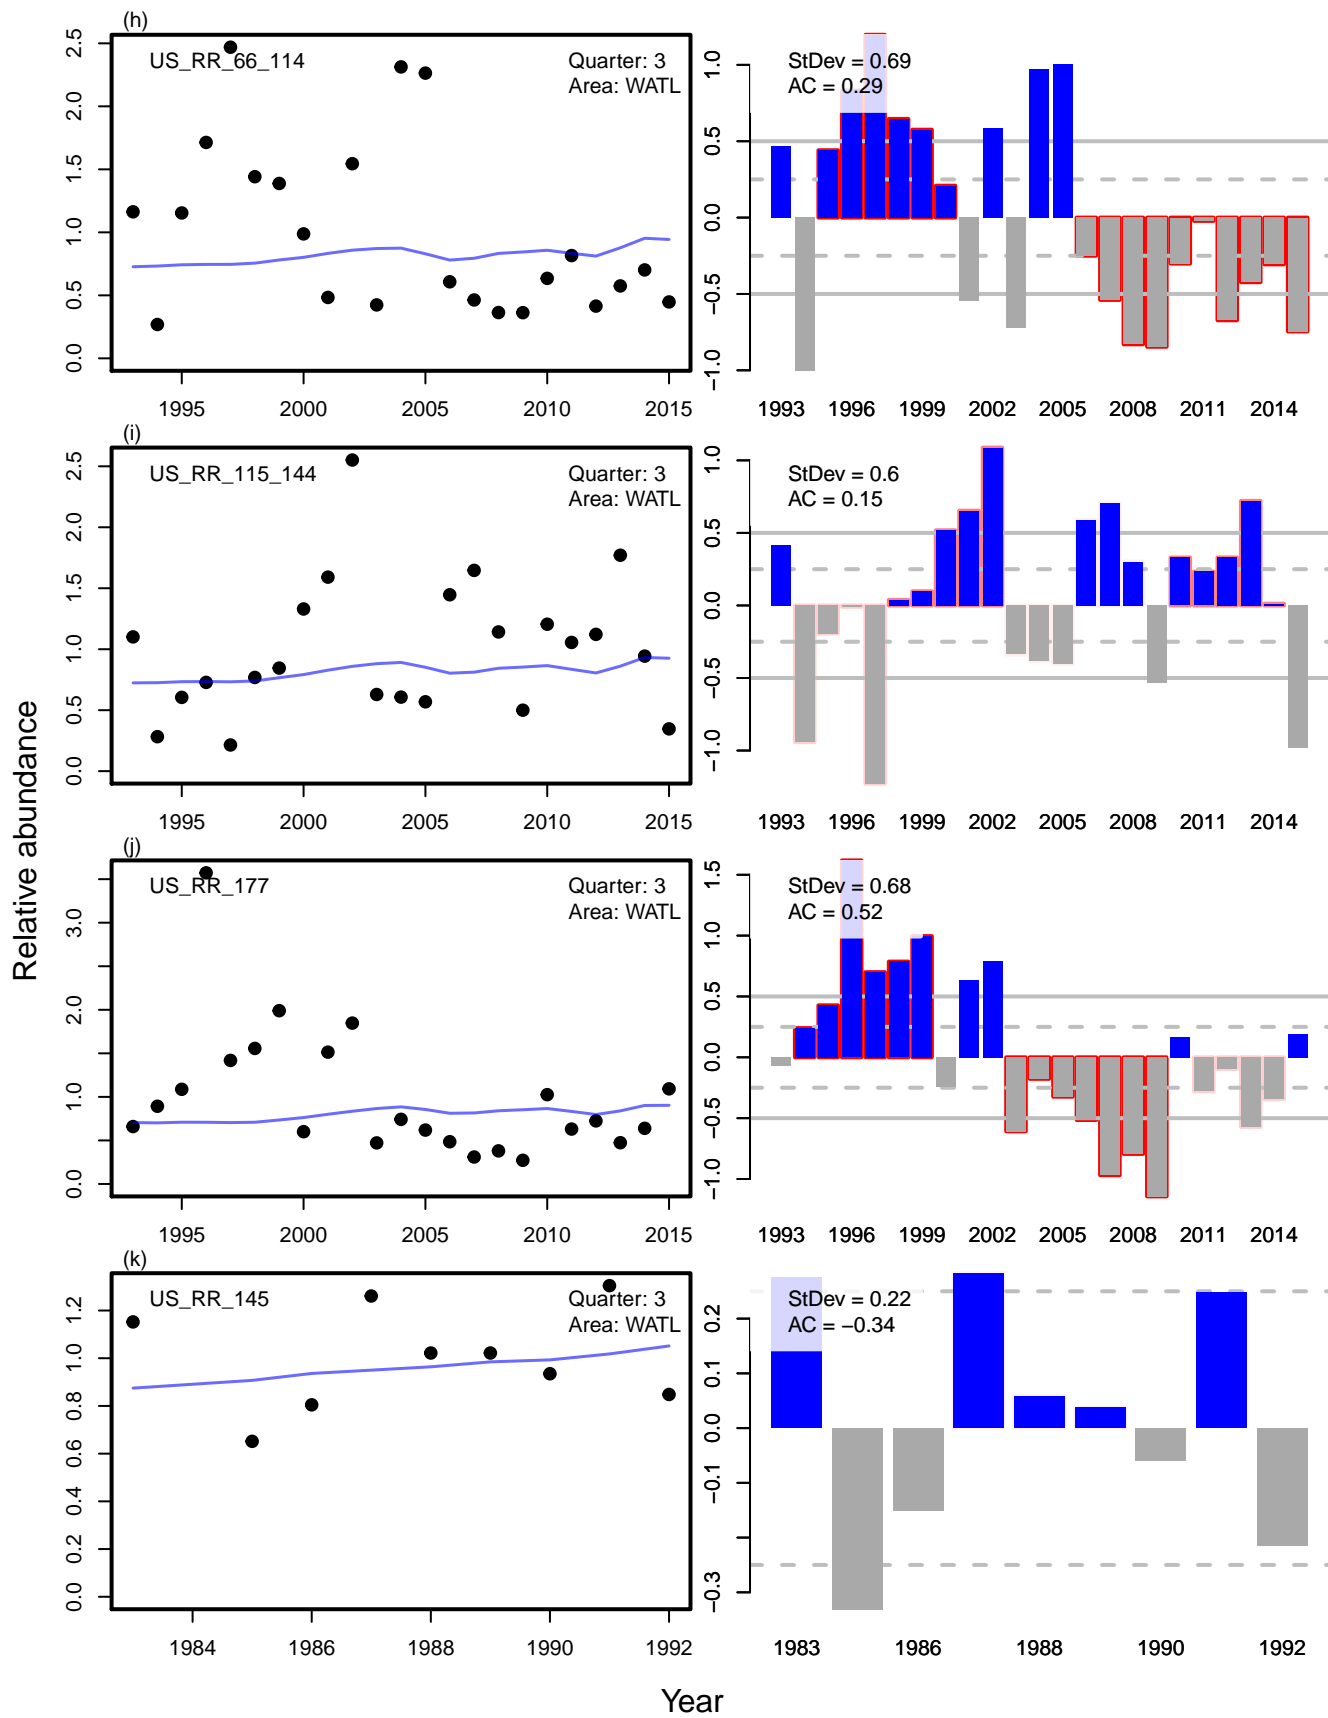 (h)
US_RR_66_114
Quarter: 3
Area: WATL
0.0 0.5 1.0 1.5 2.0 2.5
1995 2000 2005 2010 2015
StDev = 0.69
AC = 0.29
−1.0 −0.5 0.0 0.5 1.0
1993 1996 1999 2002 2005 2008 2011 2014
(i)
US_RR_115_144
Quarter: 3
Area: WATL
0.0 0.5 1.0 1.5 2.0 2.5
1995 2000 2005 2010 2015
StDev = 0.6
AC = 0.15
−1.0 −0.5 0.0 0.5 1.0
1993 1996 1999 2002 2005 2008 2011 2014
(j)
US_RR_177
Quarter: 3
Area: WATL
0.0 1.0 2.0 3.0
1995 2000 2005 2010 2015
StDev = 0.68
AC = 0.52
−1.0 −0.5 0.0 0.5 1.0 1.5
1993 1996 1999 2002 2005 2008 2011 2014
(k)
US_RR_145
Quarter: 3
Area: WATL
0.0 0.2 0.4 0.6 0.8 1.0 1.2
1984 1986 1988 1990 1992
StDev = 0.22
AC = −0.34
−0.3 −0.1 0.0 0.1 0.2
1983 1986 1988 1990 1992
Relative abundance
Year